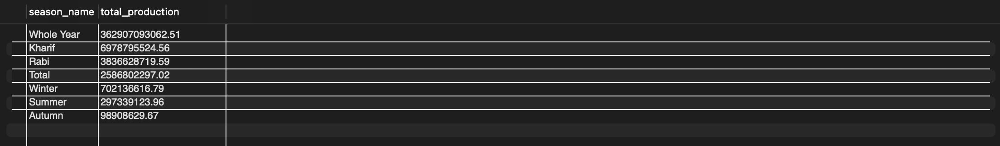 season_name total_production
Whole Year 362907093062.51
Kharif 6978795524.56
Rabi 3836628719.59
Total 2586802297.02
Winter 702136616.79
Summer 297339123.96
Autumn 98908629.67